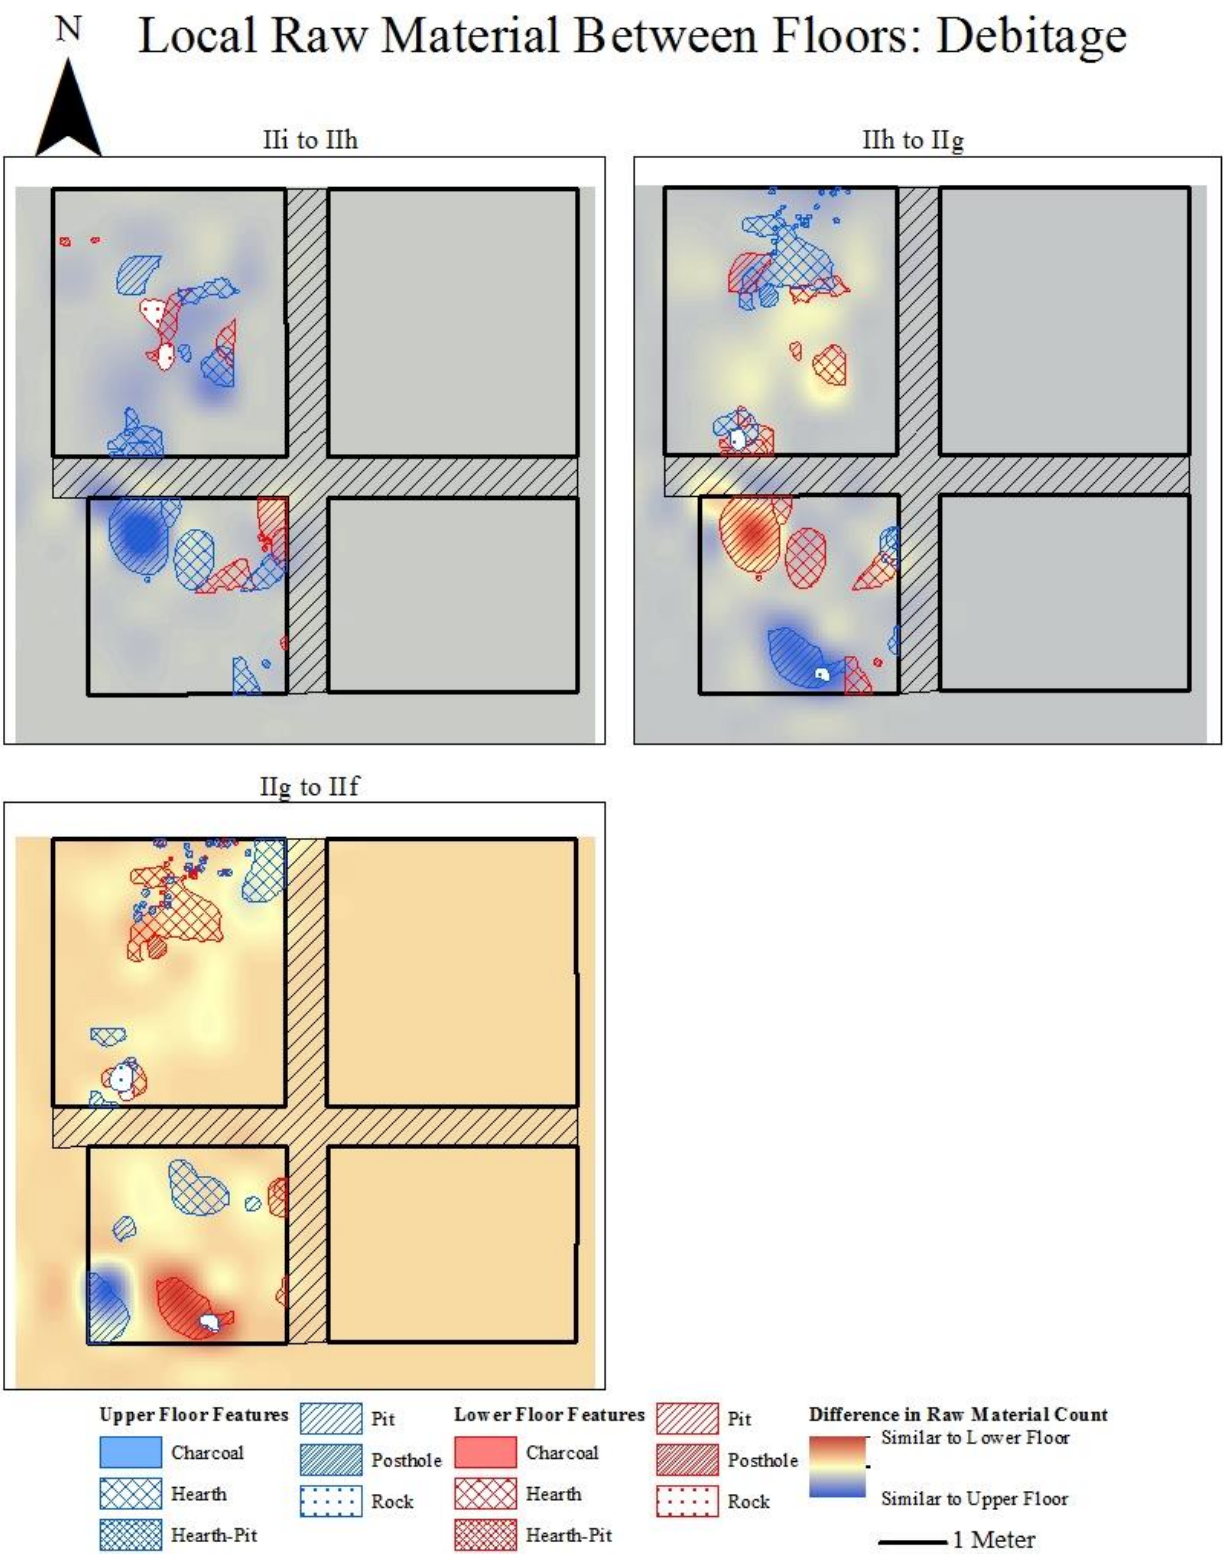 N
Local Raw Material Between Floors: Debitage
IIi to IIh
IIh to IIg
IIg to IIf
Upper Floor Features
Charcoal
Hearth
Hearth-Pit
Pit
Posthole
Rock
Lower Floor Features
Charcoal
Hearth
Hearth-Pit
Pit
Posthole
Rock
Difference in Raw Material Count
Similar to Lower Floor
Similar to Upper Floor
1 Meter